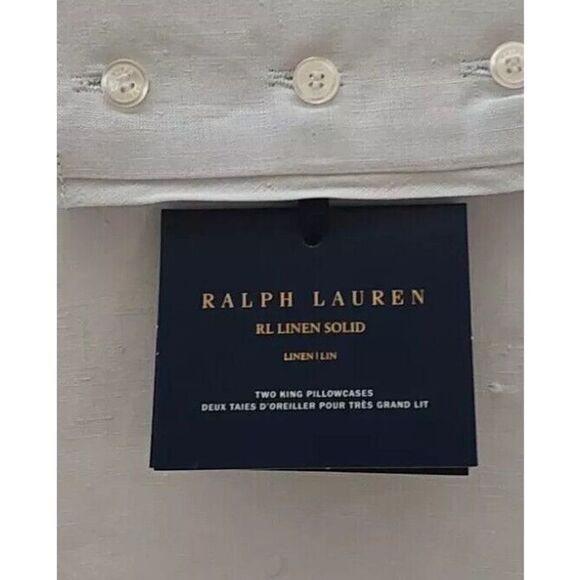 RALPH LAUREN
RL LINEN SOLID
LINEN | LIN
TWO KING PILLOWCASES
DEUX TAIES D'OREILLER POUR TRÈS GRAND LIT